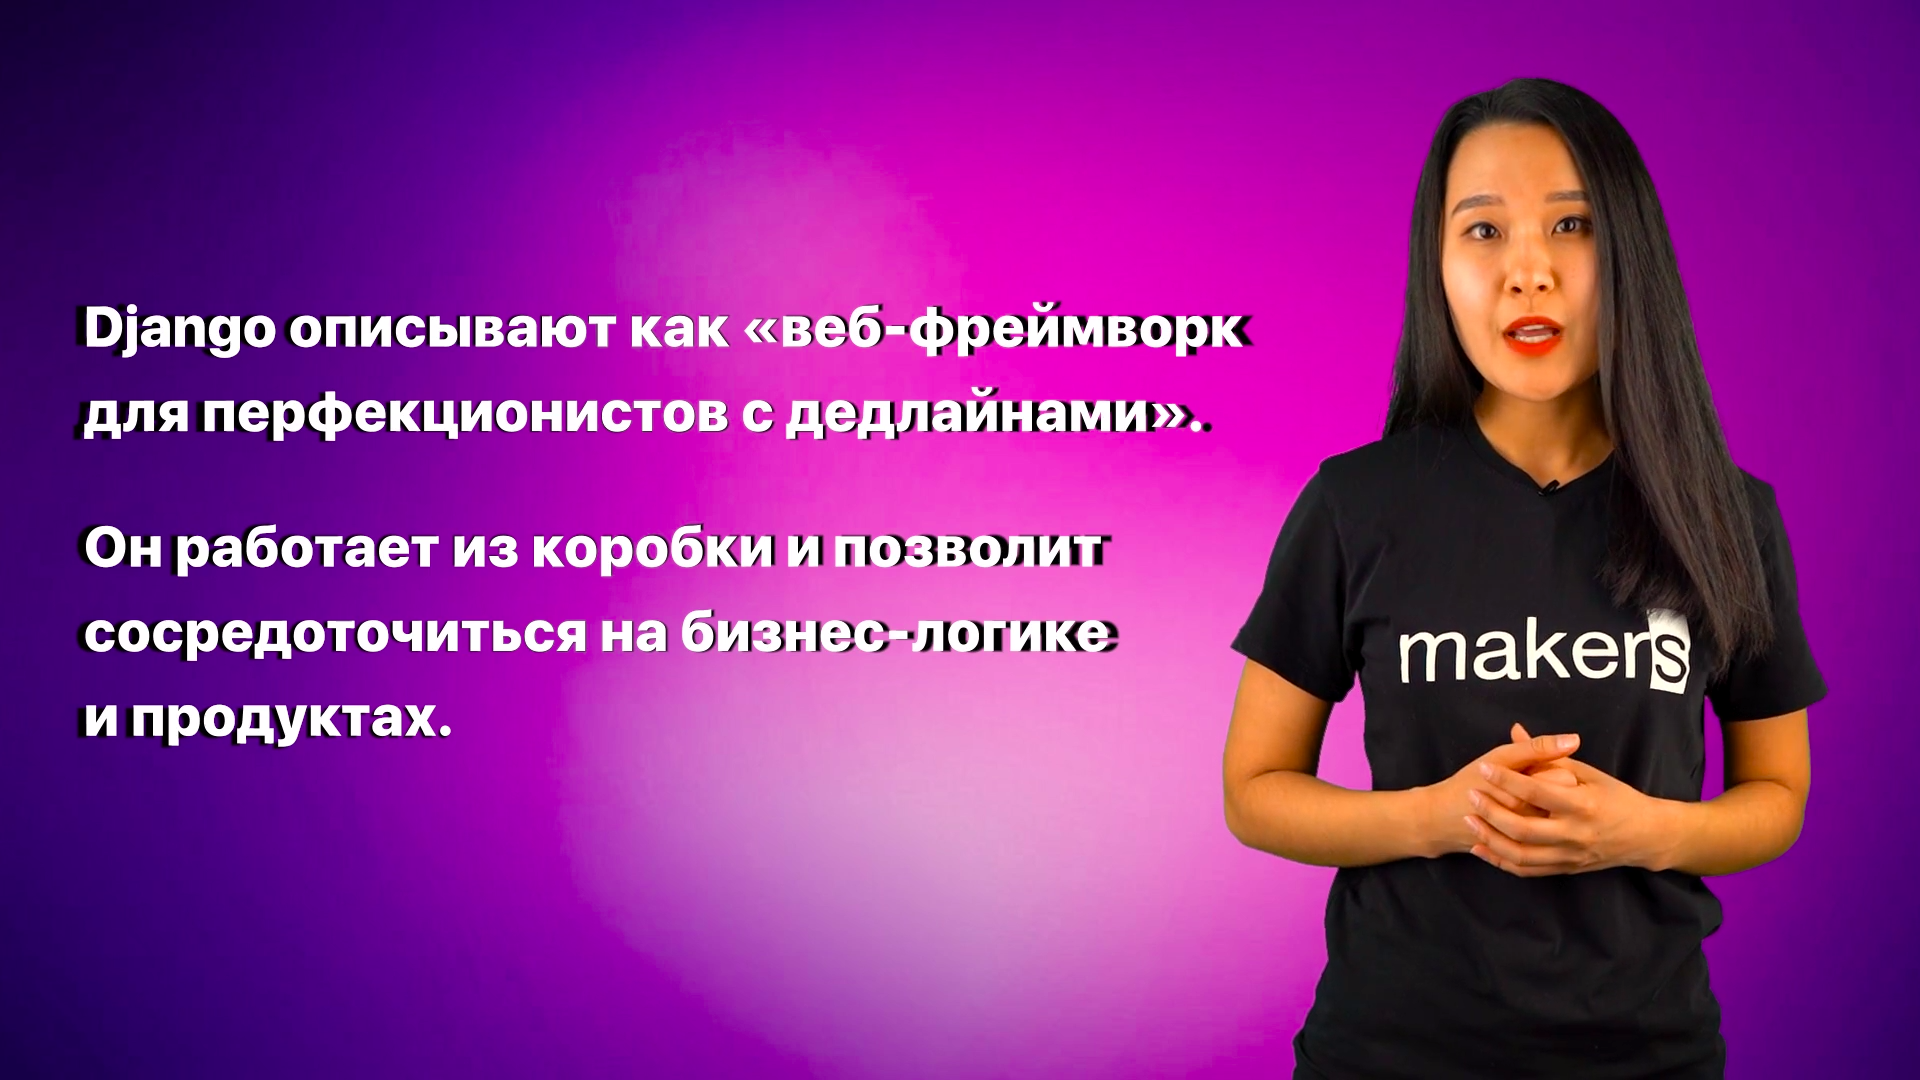 Django описывают как «веб-фреймворк
для перфекционистов с дедлайнами».
Он работает из коробки и позволит
сосредоточиться на бизнес-логике
и продуктах.
makers